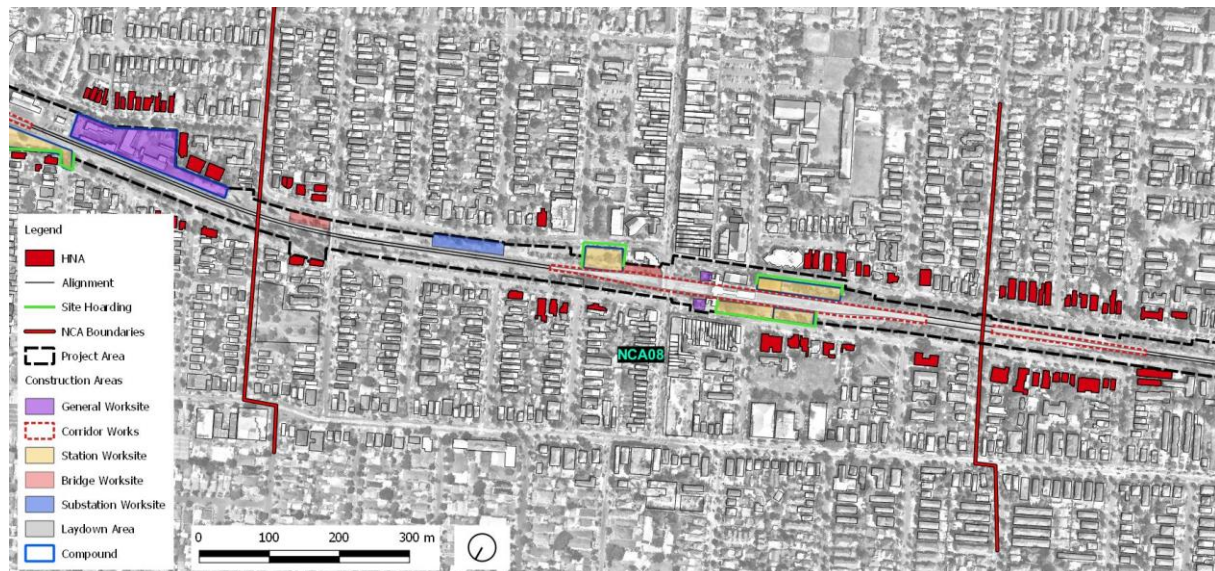 Legend
HNA
Alignment
Site Hoarding
NCA Boundaries
Project Area
Construction Areas
General Worksite
Corridor Works
Station Worksite
Bridge Worksite
Substation Worksite
Laydown Area
Compound
NCA08
0 100 200 300 m